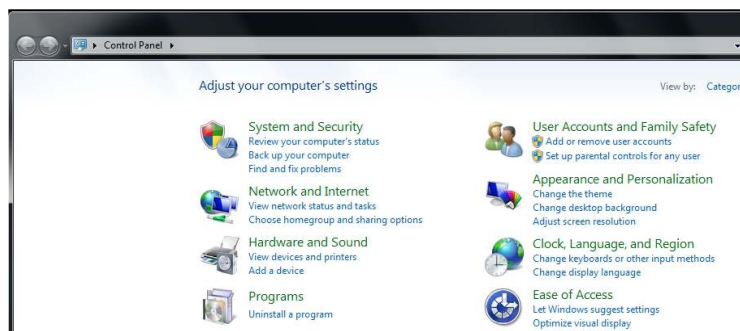 Control Panel
Adjust your computer's settings
View by:
System and Security
Review your computer's status
Back up your computer
Find and fix problems
Network and Internet
View network status and tasks
Choose homegroup and sharing options
Hardware and Sound
View devices and printers
Add a device
Programs
Uninstall a program
User Accounts and Family Safety
Add or remove user accounts
Set up parental controls for any user
Appearance and Personalization
Change the theme
Change desktop background
Adjust screen resolution
Clock, Language, and Region
Change keyboards or other input methods
Change display language
Ease of Access
Let Windows suggest settings
Optimize visual display